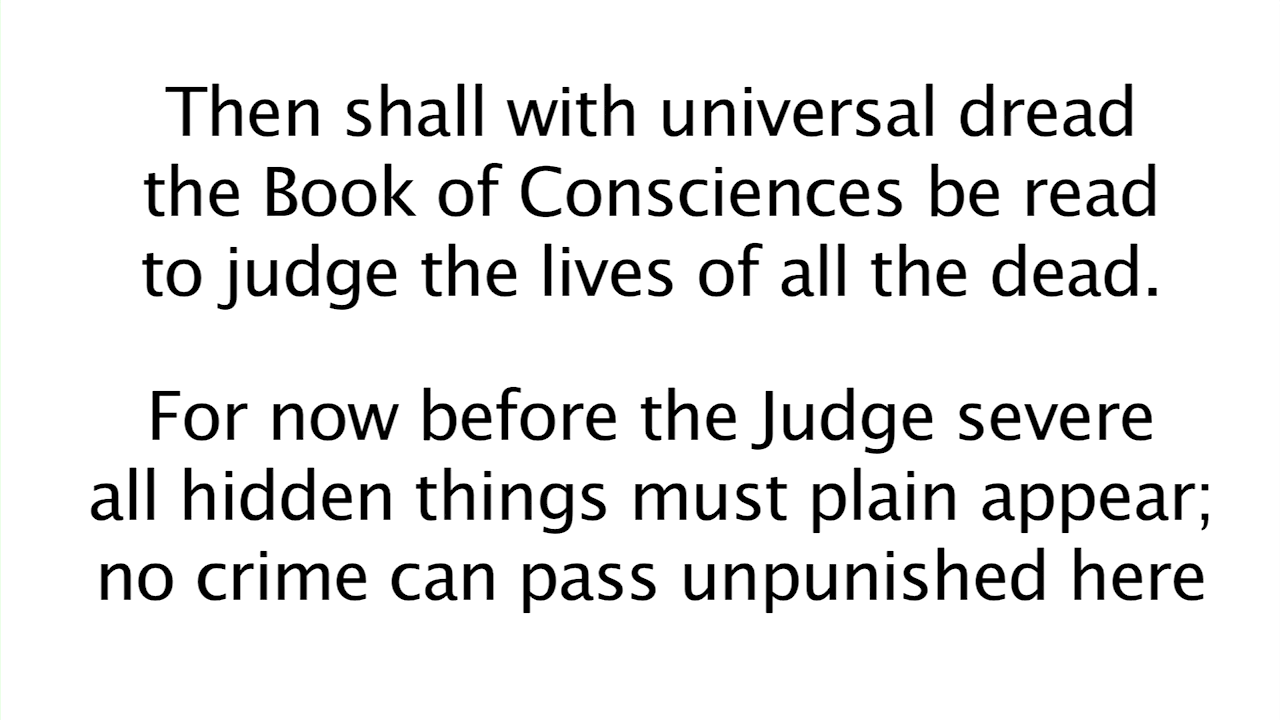 Then shall with universal dread
the Book of Consciences be read
to judge the lives of all the dead.
For now before the Judge severe
all hidden things must plain appear;
no crime can pass unpunished here